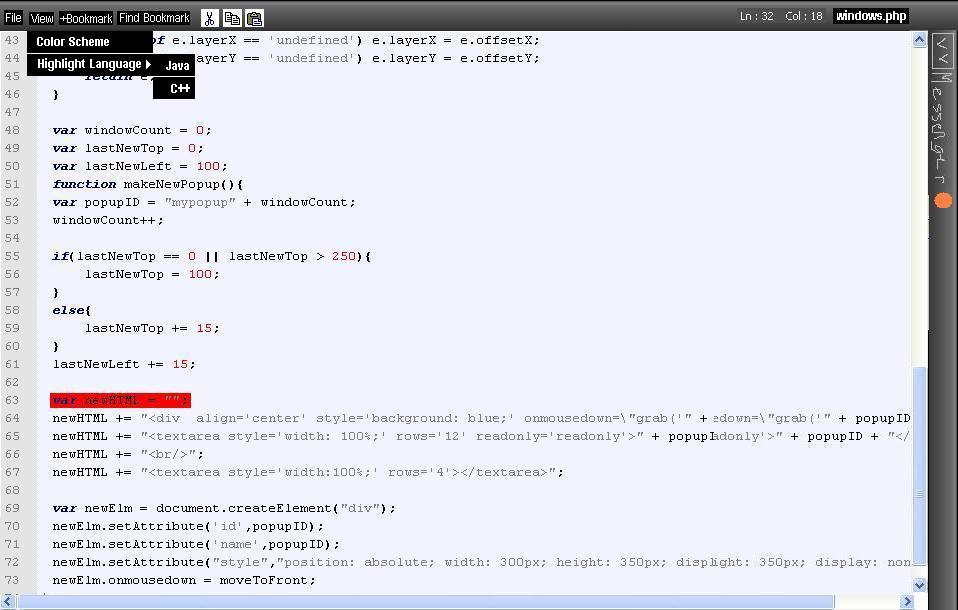 File View +Bookmark Find Bookmark Ln : 32 Col : 18 windows.php
Color Scheme
Highlight Language
Java
C++
43 of e.layerX == 'undefined') e.layerX = e.offsetX;
44 ayerY == 'undefined') e.layerY = e.offsetY;
45 return e
46 }
47
48 var windowCount = 0;
49 var lastNewTop = 0;
50 var lastNewLeft = 100;
51 function makeNewPopup(){
52 var popupID = "mypopup" + windowCount;
53 windowCount++;
54
55 if(lastNewTop == 0 || lastNewTop > 250){
56 lastNewTop = 100;
57 }
58 else{
59 lastNewTop += 15;
60 }
61 lastNewLeft += 15;
62
63 var newHTML = "";
64 newHTML += "<div align='center' style='background: blue;' onmousedown=\"grab('" + edown=\"grab('" + popupID
65 newHTML += "<textarea style='width: 100%;' rows='12' readonly='readonly'>" + popupIadonly'>" + popupID + "</
66 newHTML += "<br/>";
67 newHTML += "<textarea style='width:100%;' rows='4'></textarea>";
68
69 var newElm = document.createElement("div");
70 newElm.setAttribute('id',popupID);
71 newElm.setAttribute('name',popupID);
72 newElm.setAttribute("style","position: absolute; width: 300px; height: 350px; displight: 350px; display: non
73 newElm.onmousedown = moveToFront;